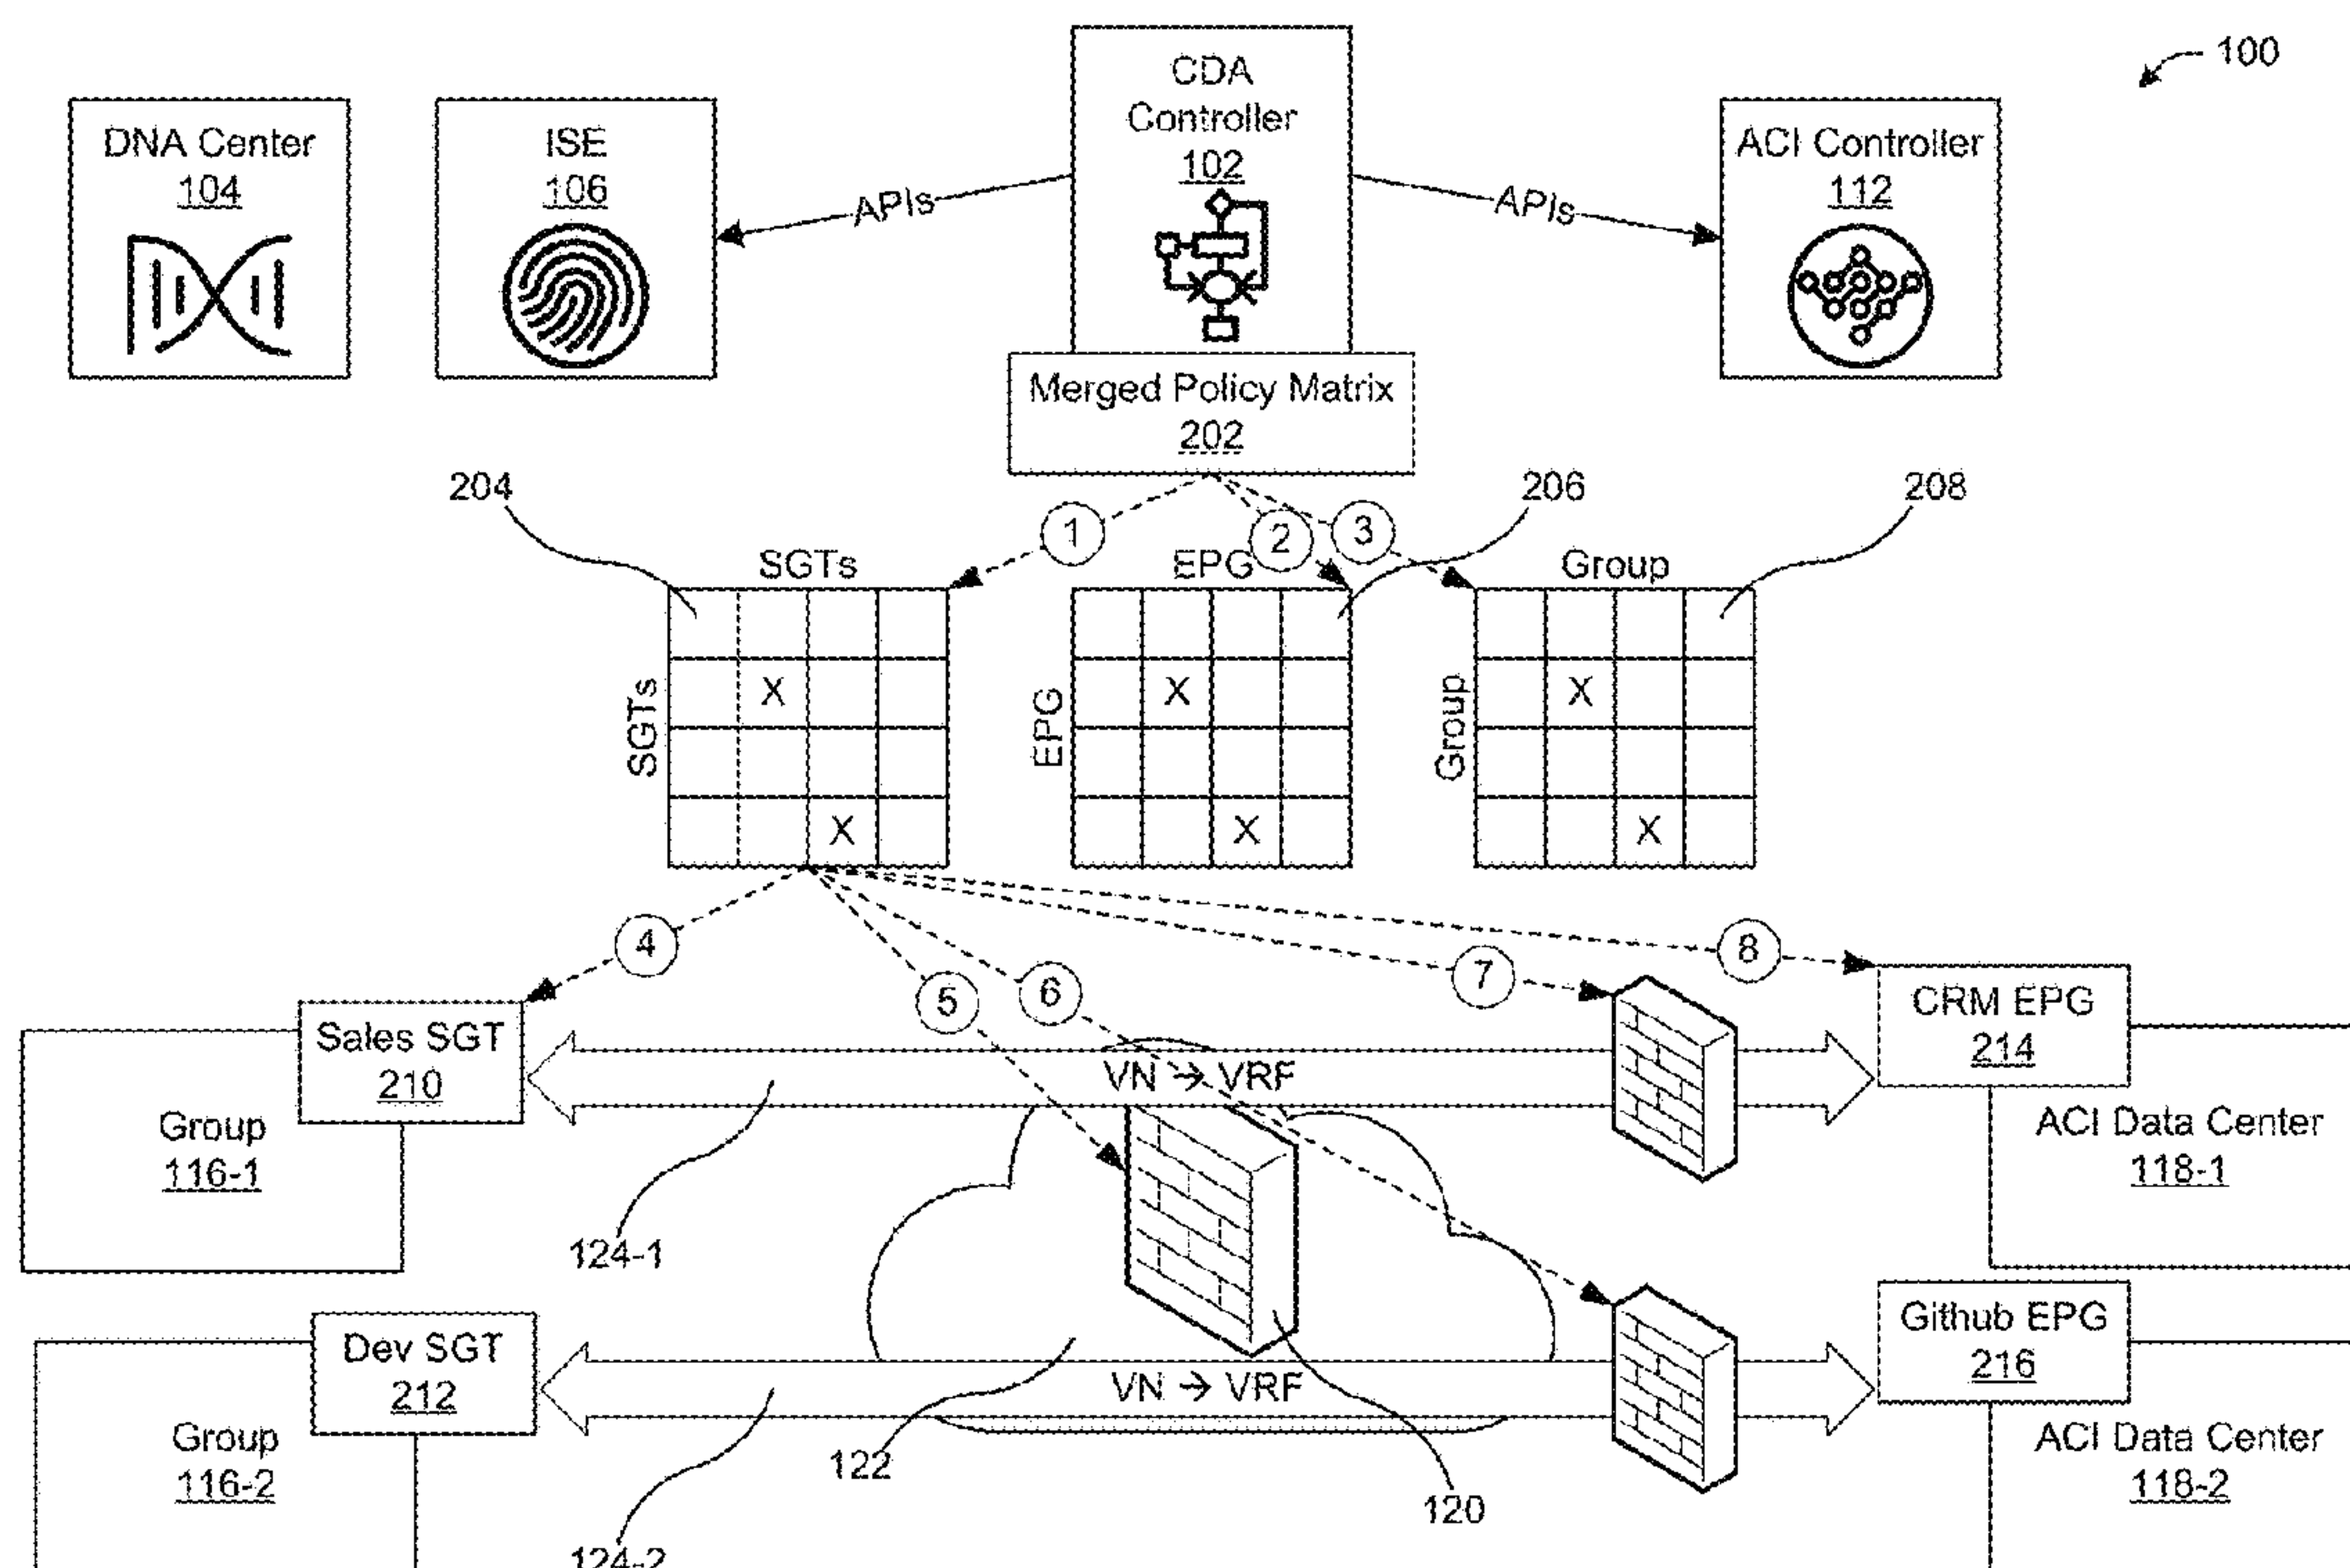 100
CDA
Controller
102
DNA Center
104
ISE
106
ACI Controller
112
APIs
APIs
Merged Policy Matrix
202
204
206
208
1
2
3
SGTs
EPG
Group
SGTs
EPG
Group
X
X
X
X
X
X
4
5
6
7
8
Sales SGT
210
CRM EPG
214
VN → VRF
Group
116-1
ACI Data Center
118-1
124-1
Dev SGT
212
Github EPG
216
VN → VRF
Group
116-2
ACI Data Center
118-2
122
120
124-2